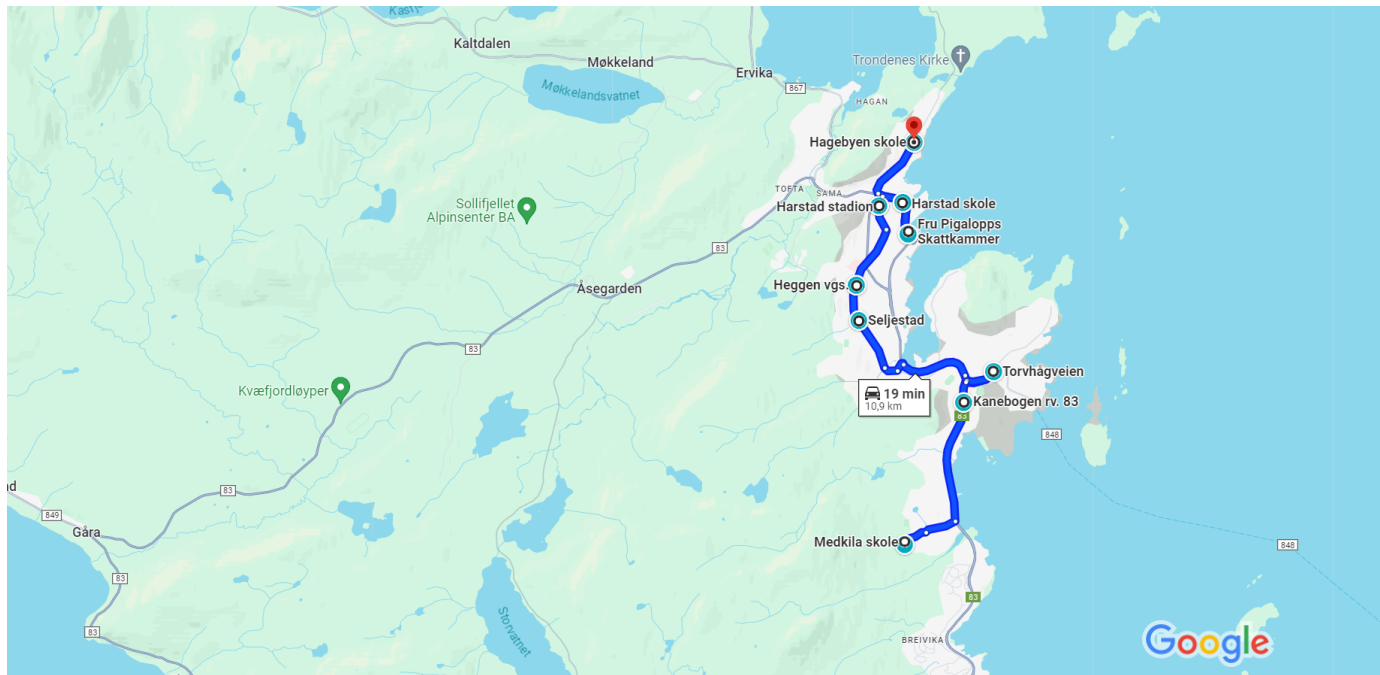 Kaltdalen
Møkkeland
Ervika
Trondenes Kirke
Møkkelandsvatnet
867
HAGAN
Hagebyen skole
TOFTA
SAMA
Harstad stadion
Harstad skole
Sollifjellet
Alpinsenter BA
Fru Pigalopps
Skattkammer
83
Åsegarden
Heggen vgs.
Seljestad
83
Torvhågveien
Kvæfjordløyper
19 min
10,9 km
Kanebogen rv. 83
83
848
83
849
Gåra
Medkila skole
848
83
83
83
Storvatnet
BREIVIKA
Google